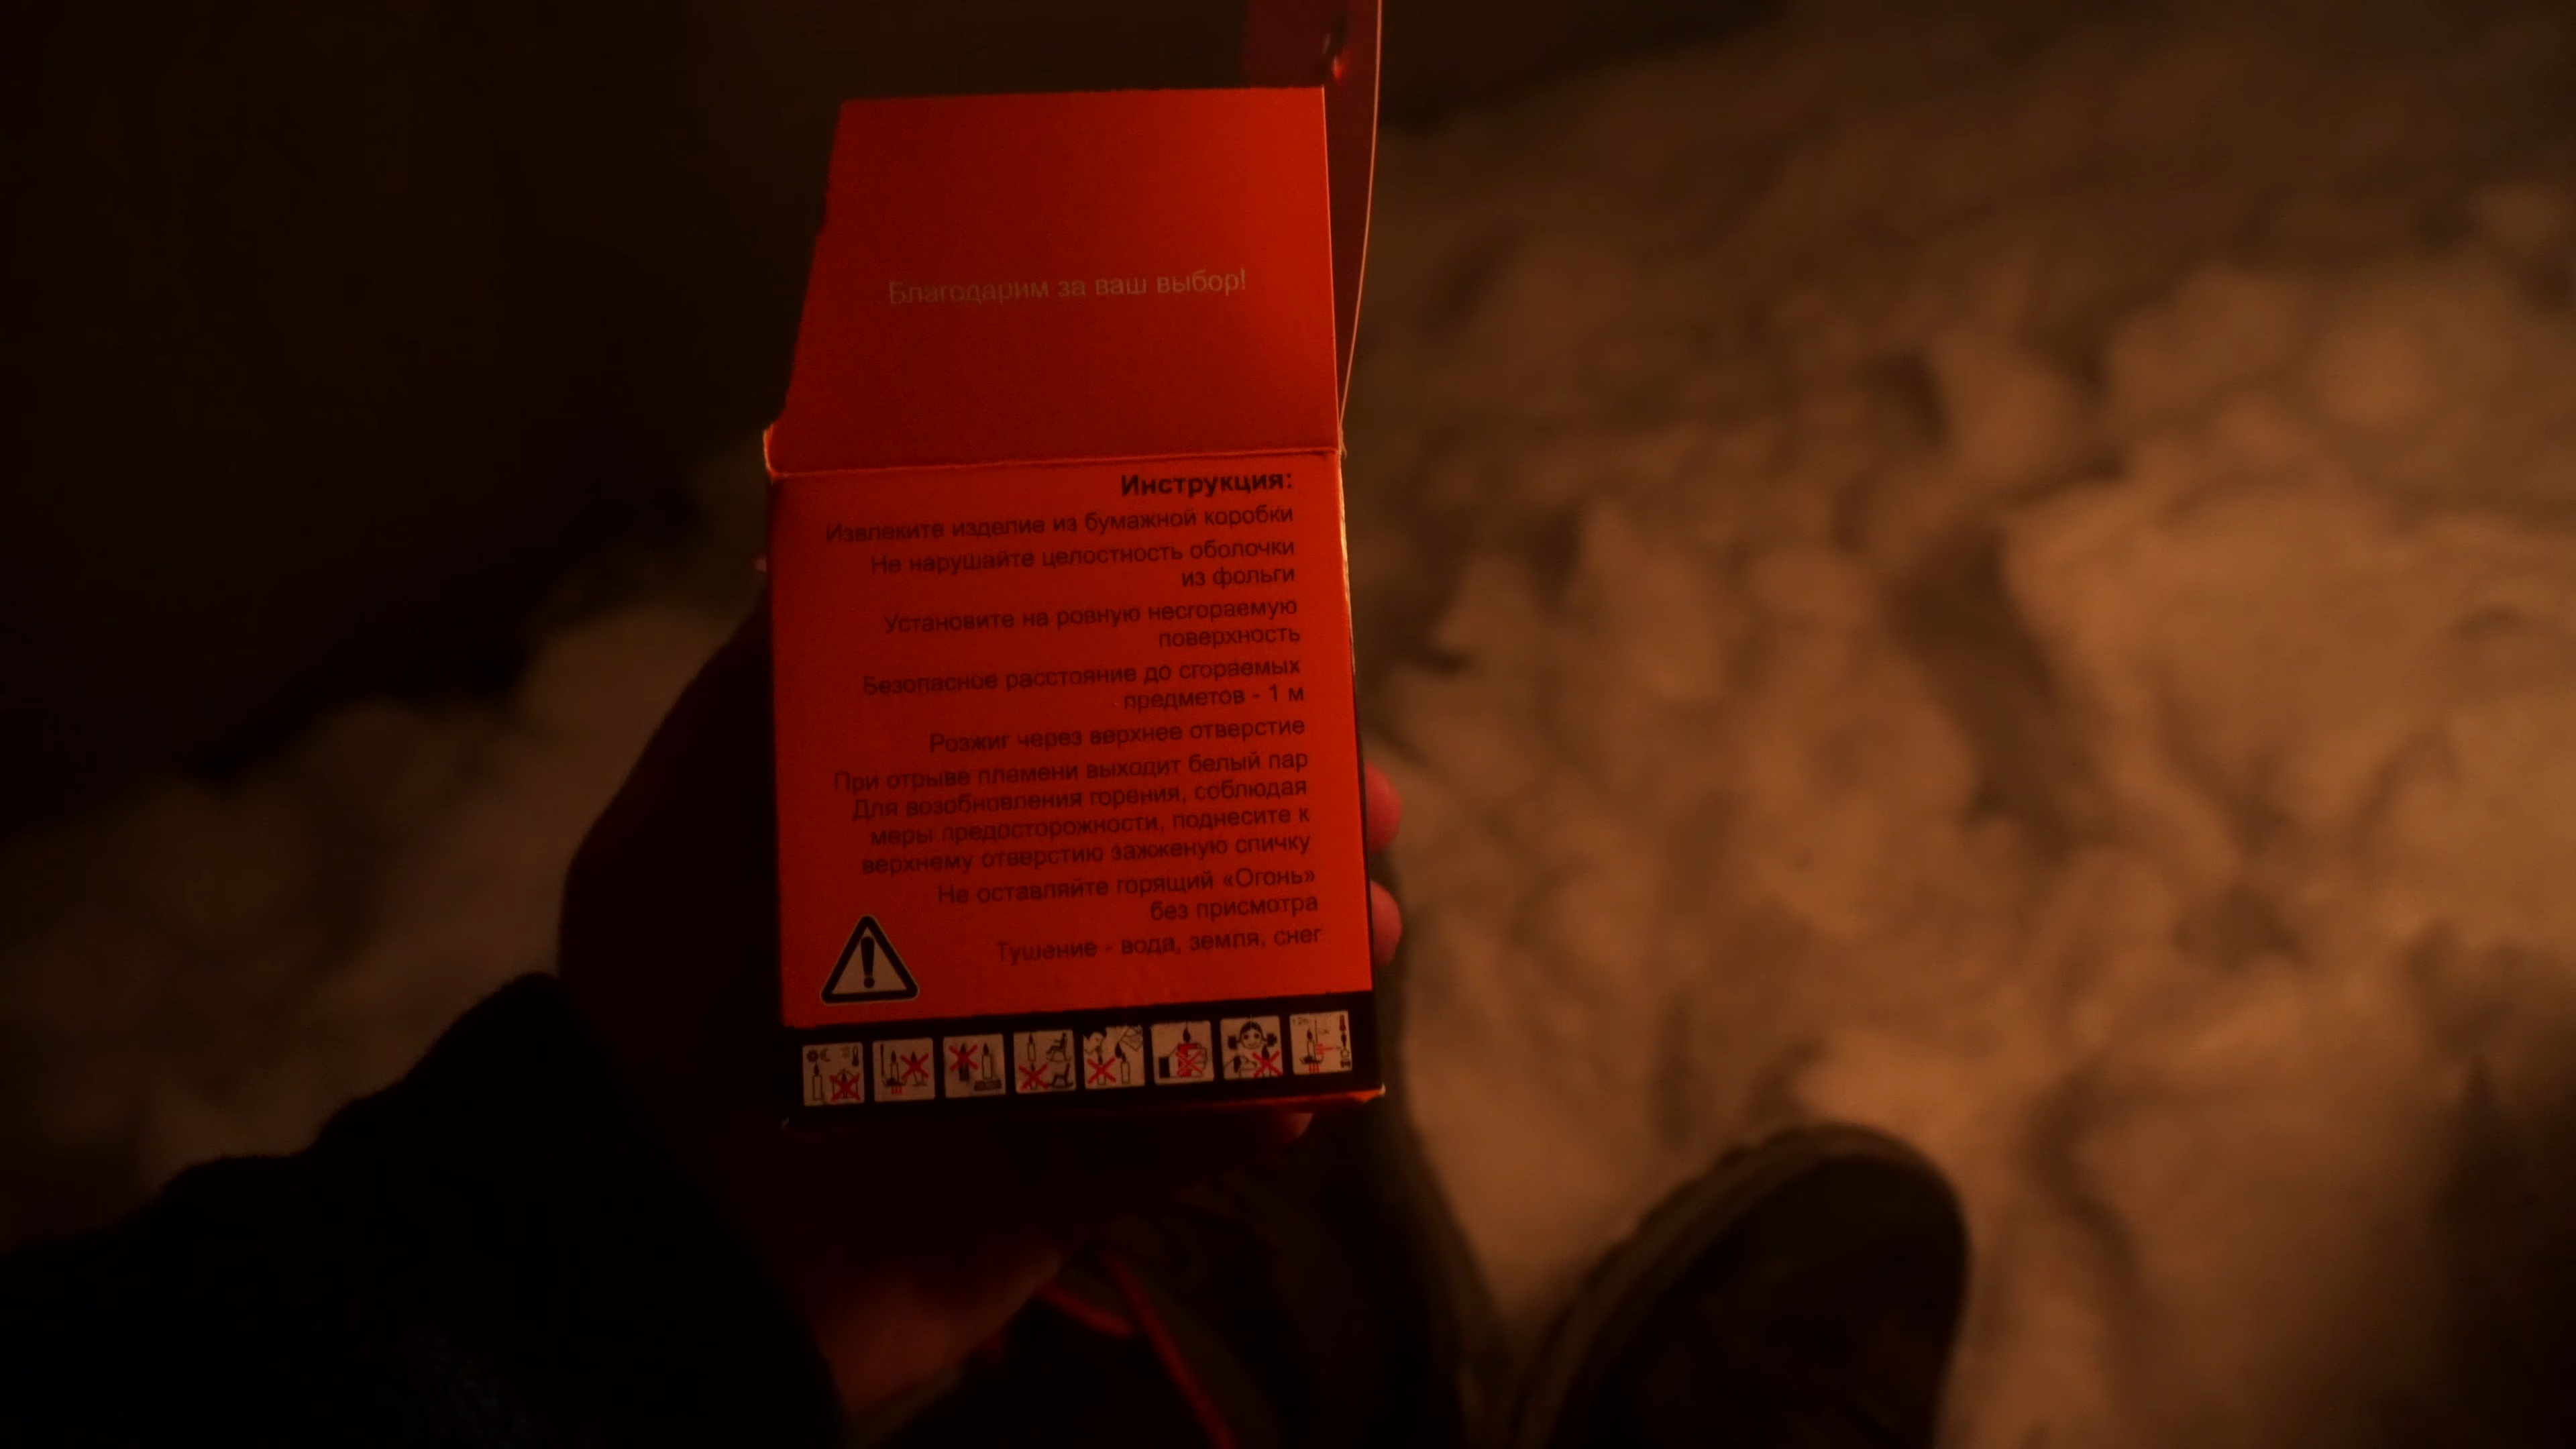 Благодарим за ваш выбор!
Инструкция:
Извлеките изделие из бумажной коробки
Не нарушайте целостность оболочки
из фольги
Установите на ровную несгораемую
поверхность
Безопасное расстояние до сгораемых
предметов - 1 м
Розжиг через верхнее отверстие
При отрыве пламени выходит белый пар
Для возобновления горения, соблюдая
меры предосторожности, поднесите к
верхнему отверстию зажженую спичку
Не оставляйте горящий «Огонь»
без присмотра
Тушение - вода, земля, снег